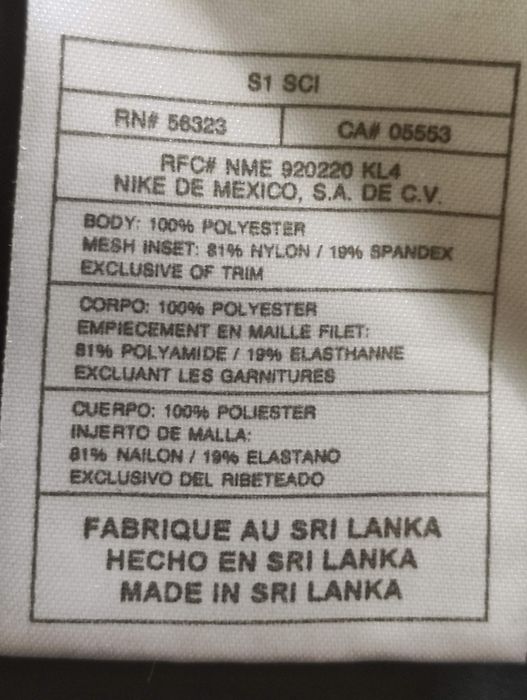 S1 SCI
RN# 56323 CA# 05553
RFC# NME 920220 KL4
NIKE DE MEXICO, S.A. DE C.V.
BODY: 100% POLYESTER
MESH INSET: 81% NYLON / 19% SPANDEX
EXCLUSIVE OF TRIM
CORPO: 100% POLYESTER
EMPIECEMENT EN MAILLE FILET:
81% POLYAMIDE / 19% ELASTHANNE
EXCLUANT LES GARNITURES
CUERPO: 100% POLIESTER
INJERTO DE MALLA:
81% NAILON / 19% ELASTANO
EXCLUSIVO DEL RIBETEADO
FABRIQUE AU SRI LANKA
HECHO EN SRI LANKA
MADE IN SRI LANKA